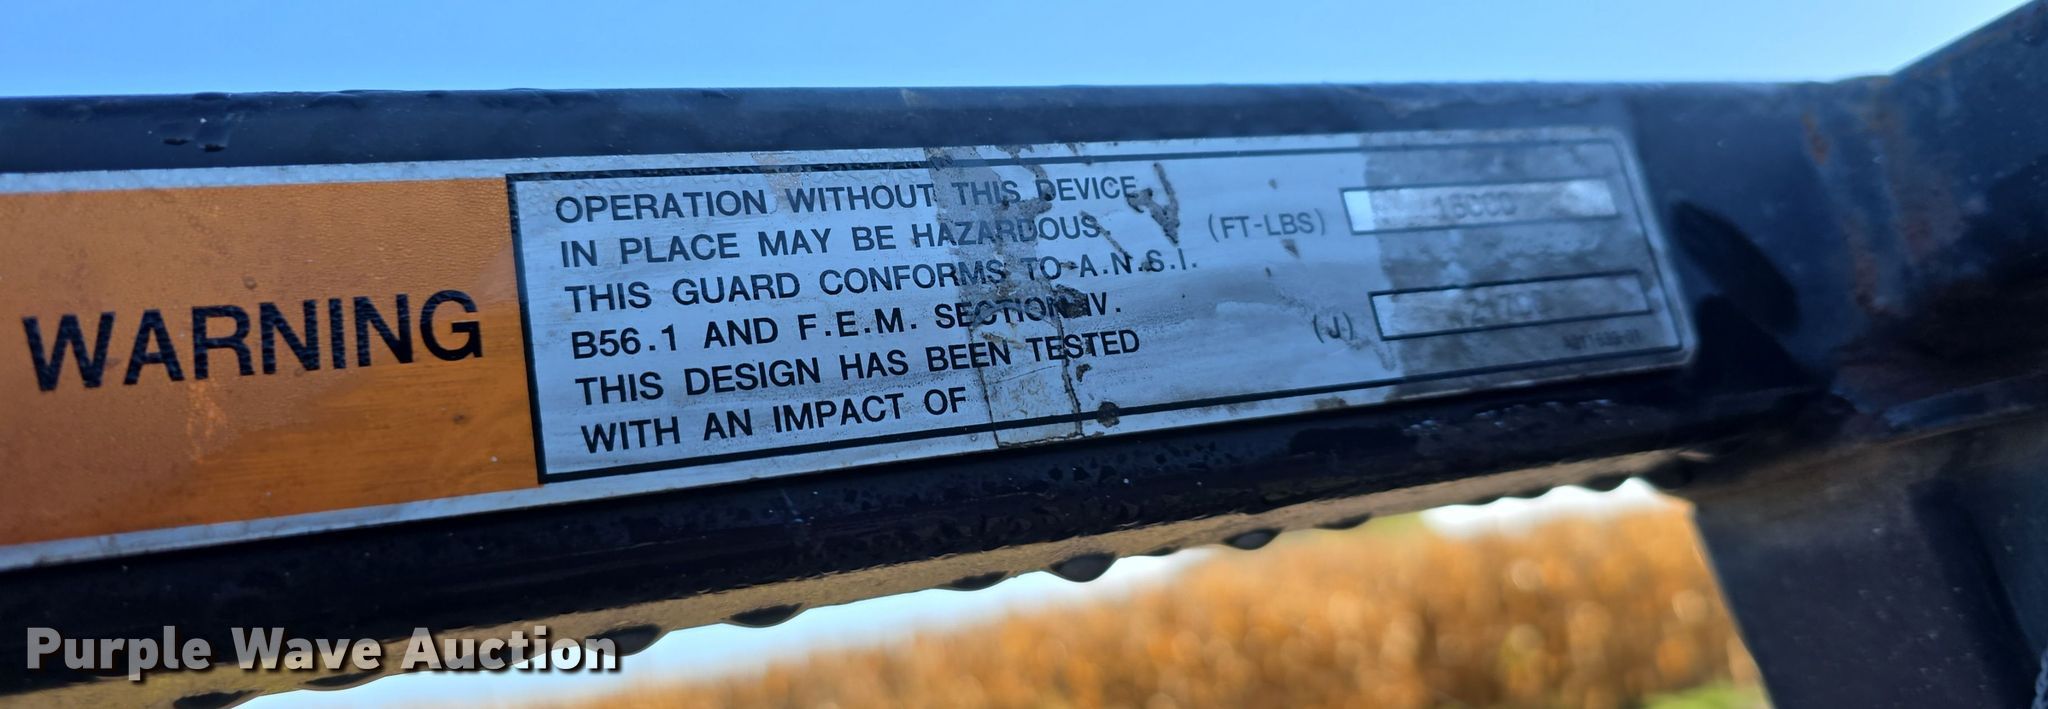 WARNING
OPERATION WITHOUT THIS DEVICE
IN PLACE MAY BE HAZARDOUS.
THIS GUARD CONFORMS TO A.N.S.I.
B56.1 AND F.E.M. SECTION IV.
THIS DESIGN HAS BEEN TESTED
WITH AN IMPACT OF
(FT-LBS) 16000
(J)
Purple Wave Auction